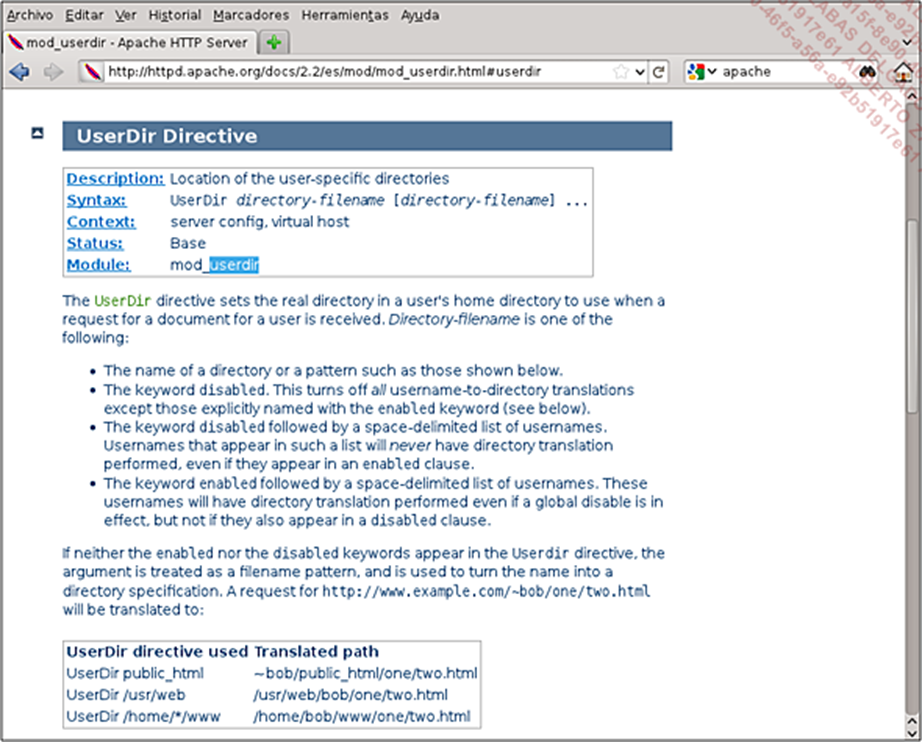 Archivo Editar Ver Historial Marcadores Herramientas Ayuda
mod_userdir - Apache HTTP Server
http://httpd.apache.org/docs/2.2/es/mod/mod_userdir.html#userdir
apache
UserDir Directive
Description: Location of the user-specific directories
Syntax: UserDir directory-filename [directory-filename] ...
Context: server config, virtual host
Status: Base
Module: mod_userdir
The UserDir directive sets the real directory in a user's home directory to use when a
request for a document for a user is received. Directory-filename is one of the
following:
• The name of a directory or a pattern such as those shown below.
• The keyword disabled. This turns off all username-to-directory translations
except those explicitly named with the enabled keyword (see below).
• The keyword disabled followed by a space-delimited list of usernames.
Usernames that appear in such a list will never have directory translation
performed, even if they appear in an enabled clause.
• The keyword enabled followed by a space-delimited list of usernames. These
usernames will have directory translation performed even if a global disable is in
effect, but not if they also appear in a disabled clause.
If neither the enabled nor the disabled keywords appear in the Userdir directive, the
argument is treated as a filename pattern, and is used to turn the name into a
directory specification. A request for http://www.example.com/~bob/one/two.html
will be translated to:
UserDir directive used Translated path
UserDir public_html ~bob/public_html/one/two.html
UserDir /usr/web /usr/web/bob/one/two.html
UserDir /home/*/www /home/bob/www/one/two.html